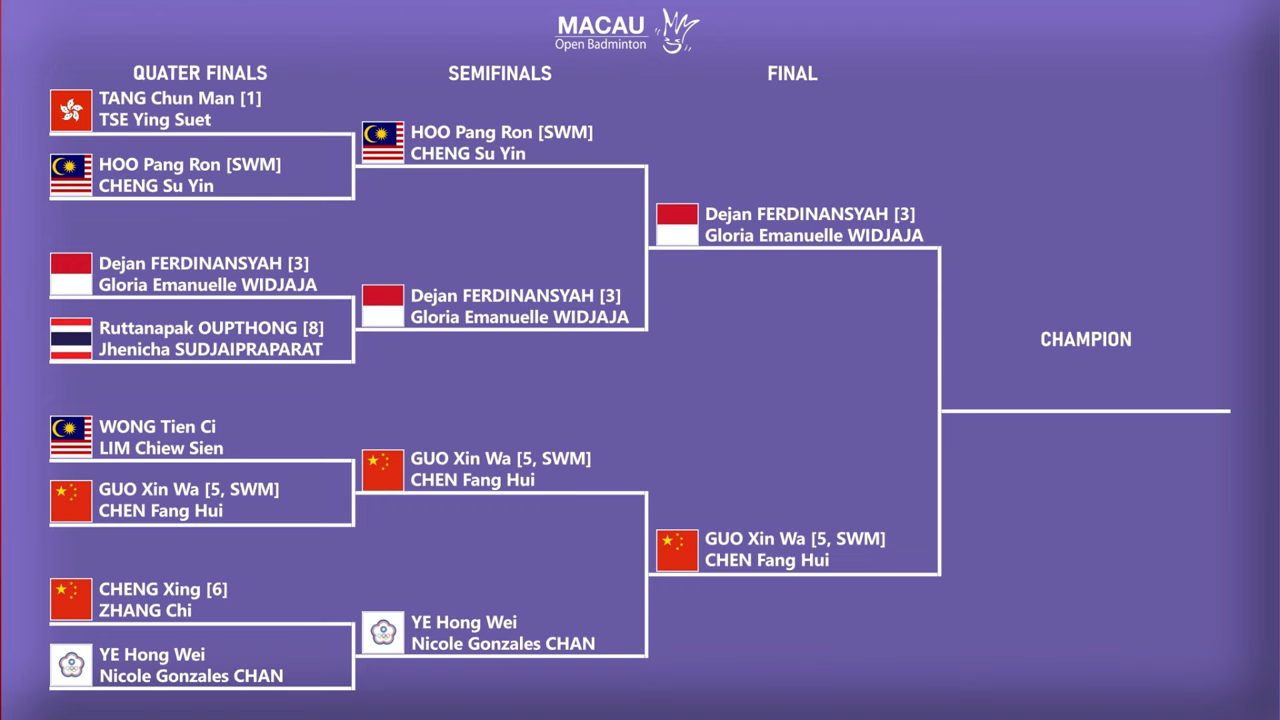 MACAU
Open Badminton
QUATER FINALS
SEMIFINALS
FINAL
TANG Chun Man [1]
TSE Ying Suet
HOO Pang Ron [SWM]
CHENG Su Yin
Dejan FERDINANSYAH [3]
Gloria Emanuelle WIDJAJA
Ruttanapak OUPTHONG [8]
Jhenicha SUDJAIPRAPARAT
WONG Tien Ci
LIM Chiew Sien
GUO Xin Wa [5, SWM]
CHEN Fang Hui
CHENG Xing [6]
ZHANG Chi
YE Hong Wei
Nicole Gonzales CHAN
HOO Pang Ron [SWM]
CHENG Su Yin
Dejan FERDINANSYAH [3]
Gloria Emanuelle WIDJAJA
GUO Xin Wa [5, SWM]
CHEN Fang Hui
YE Hong Wei
Nicole Gonzales CHAN
Dejan FERDINANSYAH [3]
Gloria Emanuelle WIDJAJA
GUO Xin Wa [5, SWM]
CHEN Fang Hui
CHAMPION